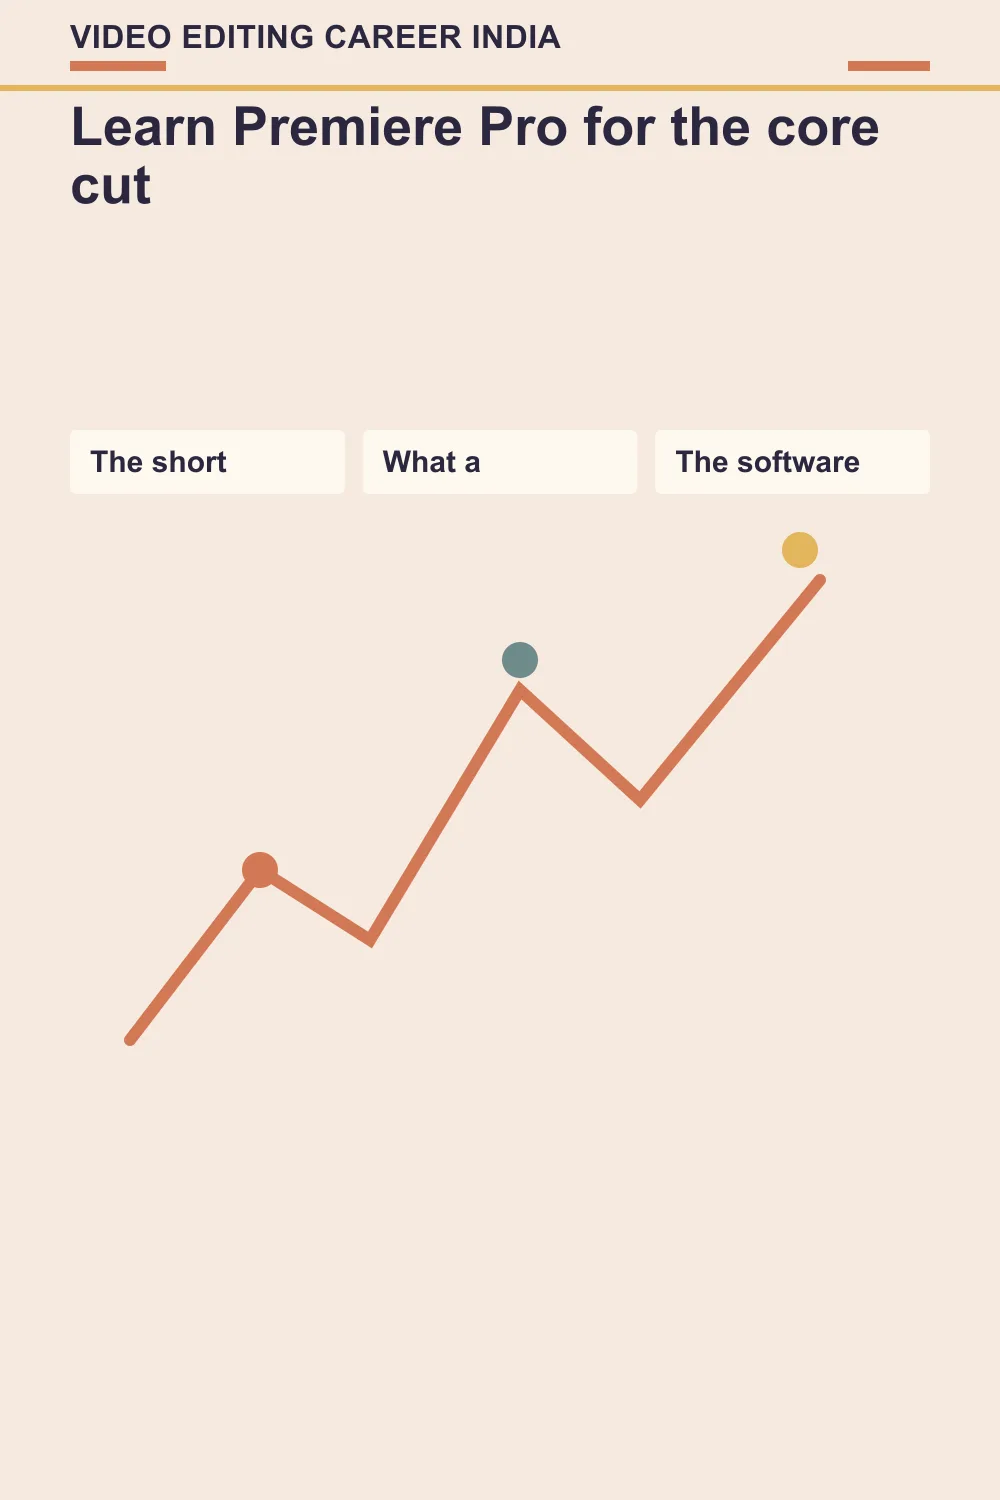 VIDEO EDITING CAREER INDIA
Learn Premiere Pro for the core
cut
The short
What a
The software